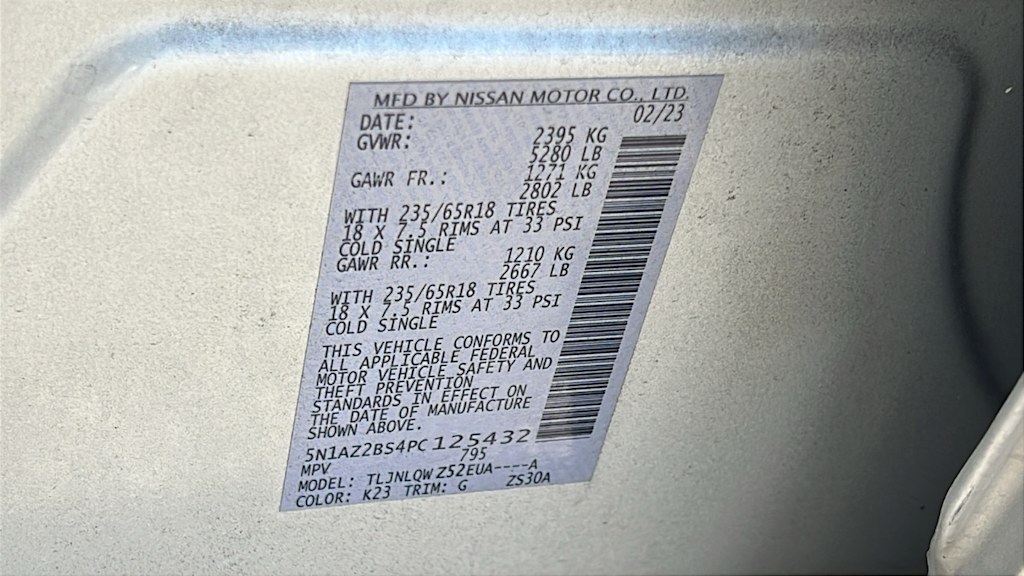 MFD BY NISSAN MOTOR CO., LTD.
DATE: 02/23
GVWR: 2395 KG
5280 LB
GAWR FR.: 1271 KG
2802 LB
WITH 235/65R18 TIRES
18 X 7.5 RIMS AT 33 PSI
COLD SINGLE
GAWR RR.: 1210 KG
2667 LB
WITH 235/65R18 TIRES
18 X 7.5 RIMS AT 33 PSI
COLD SINGLE
THIS VEHICLE CONFORMS TO
ALL APPLICABLE FEDERAL
MOTOR VEHICLE SAFETY AND
THEFT PREVENTION
STANDARDS IN EFFECT ON
THE DATE OF MANUFACTURE
SHOWN ABOVE.
5N1AZ2BS4PC125432
MPV 795
MODEL: TLJNLQWZ52EUA----A
COLOR: K23 TRIM: G ZS30A